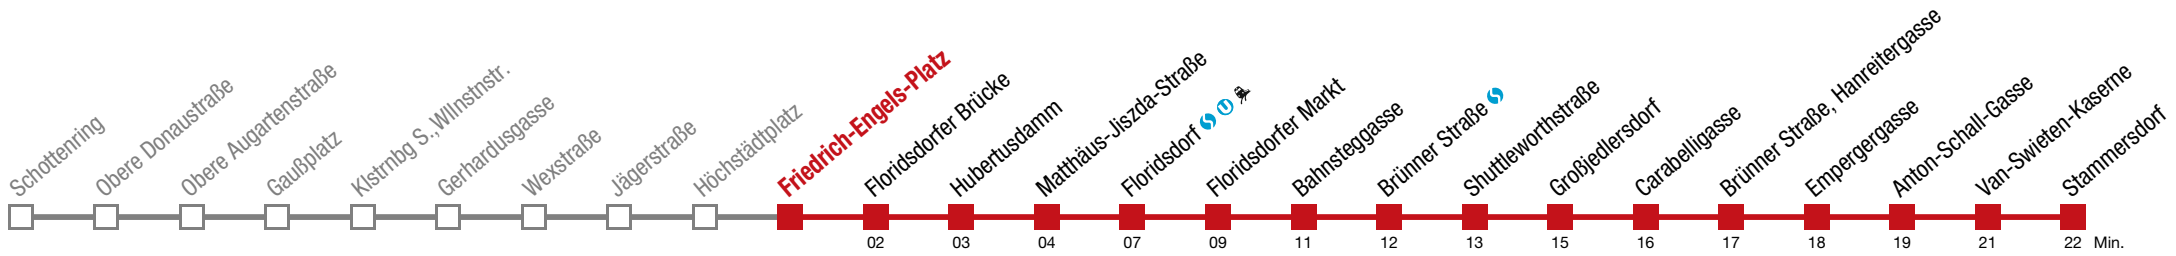 Schottenring
Obere Donaustraße
Obere Augartenstraße
Gaußplatz
Klstrnbg S.,Wllnstnstr.
Gerhardusgasse
Wexstraße
Jägerstraße
Höchstädtplatz
Friedrich-Engels-Platz
Floridsdorfer Brücke
Hubertusdamm
Matthäus-Jiszda-Straße
Floridsdorf S U
Floridsdorfer Markt
Bahnsteggasse
Brünner Straße S
Shuttleworthstraße
Großjedlersdorf
Carabelligasse
Brünner Straße, Hanreitergasse
Empergergasse
Anton-Schall-Gasse
Van-Swieten-Kaserne
Stammersdorf
02 03 04 07 09 11 12 13 15 16 17 18 19 21 22 Min.